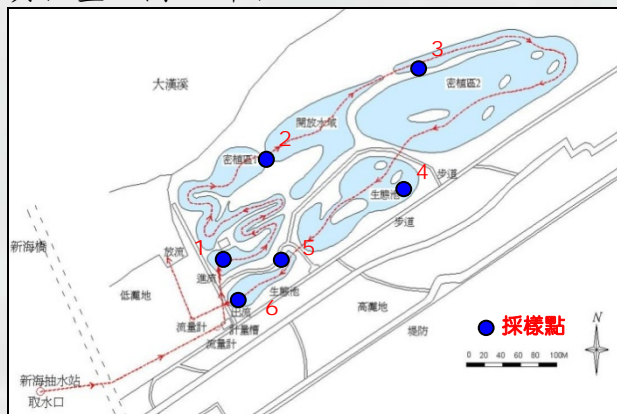 3
大漢溪
密植區2
開放水域
2
密植區1
4
步道
生態池
步道
1
5
新海橋
放流
進流
生態池
低灘地
6
出流
高灘地
流量計
計量槽
流量計
堤防
採樣點
N
0 20 40 60 80 100M
新海抽水站
取水口